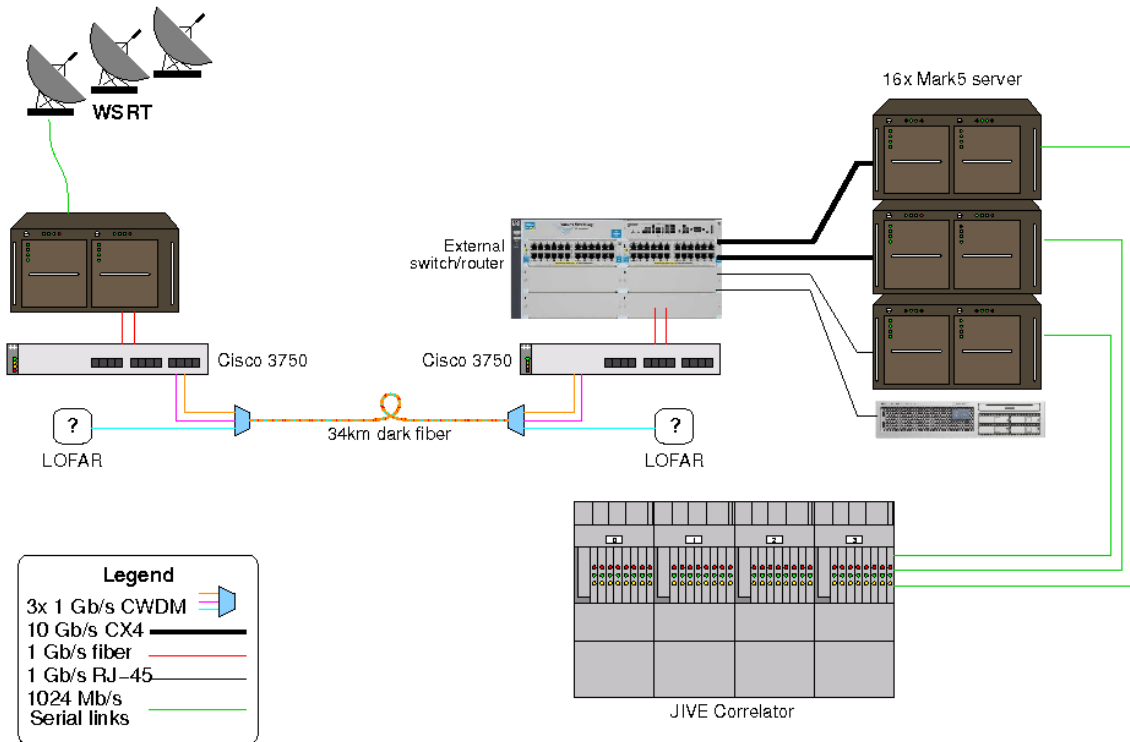 WSRT
16x Mark5 server
External
switch/router
Cisco 3750
Cisco 3750
?
LOFAR
34km dark fiber
?
LOFAR
0
1
2
3
JIVE Correlator
Legend
3x 1 Gb/s CWDM
10 Gb/s CX4
1 Gb/s fiber
1 Gb/s RJ-45
1024 Mb/s
Serial links